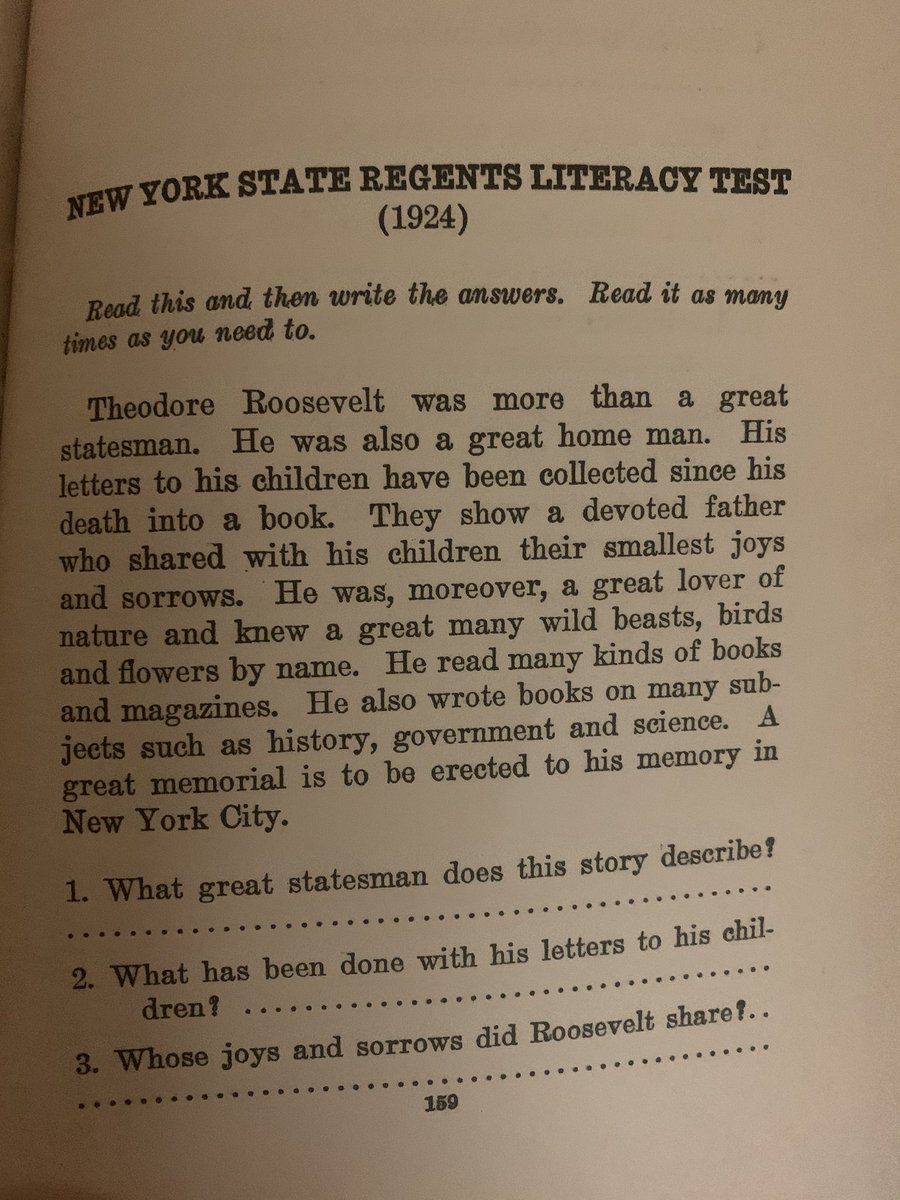 NEW YORK STATE REGENTS LITERACY TEST
(1924)
Read this and then write the answers. Read it as many
times as you need to.
Theodore Roosevelt was more than a great
statesman. He was also a great home man. His
letters to his children have been collected since his
death into a book. They show a devoted father
who shared with his children their smallest joys
and sorrows. He was, moreover, a great lover of
nature and knew a great many wild beasts, birds
and flowers by name. He read many kinds of books
and magazines. He also wrote books on many sub-
jects such as history, government and science. A
great memorial is to be erected to his memory in
New York City.
1. What great statesman does this story describe?
..................................................
2. What has been done with his letters to his chil-
dren? ....................................
3. Whose joys and sorrows did Roosevelt share?..
..................................................
159